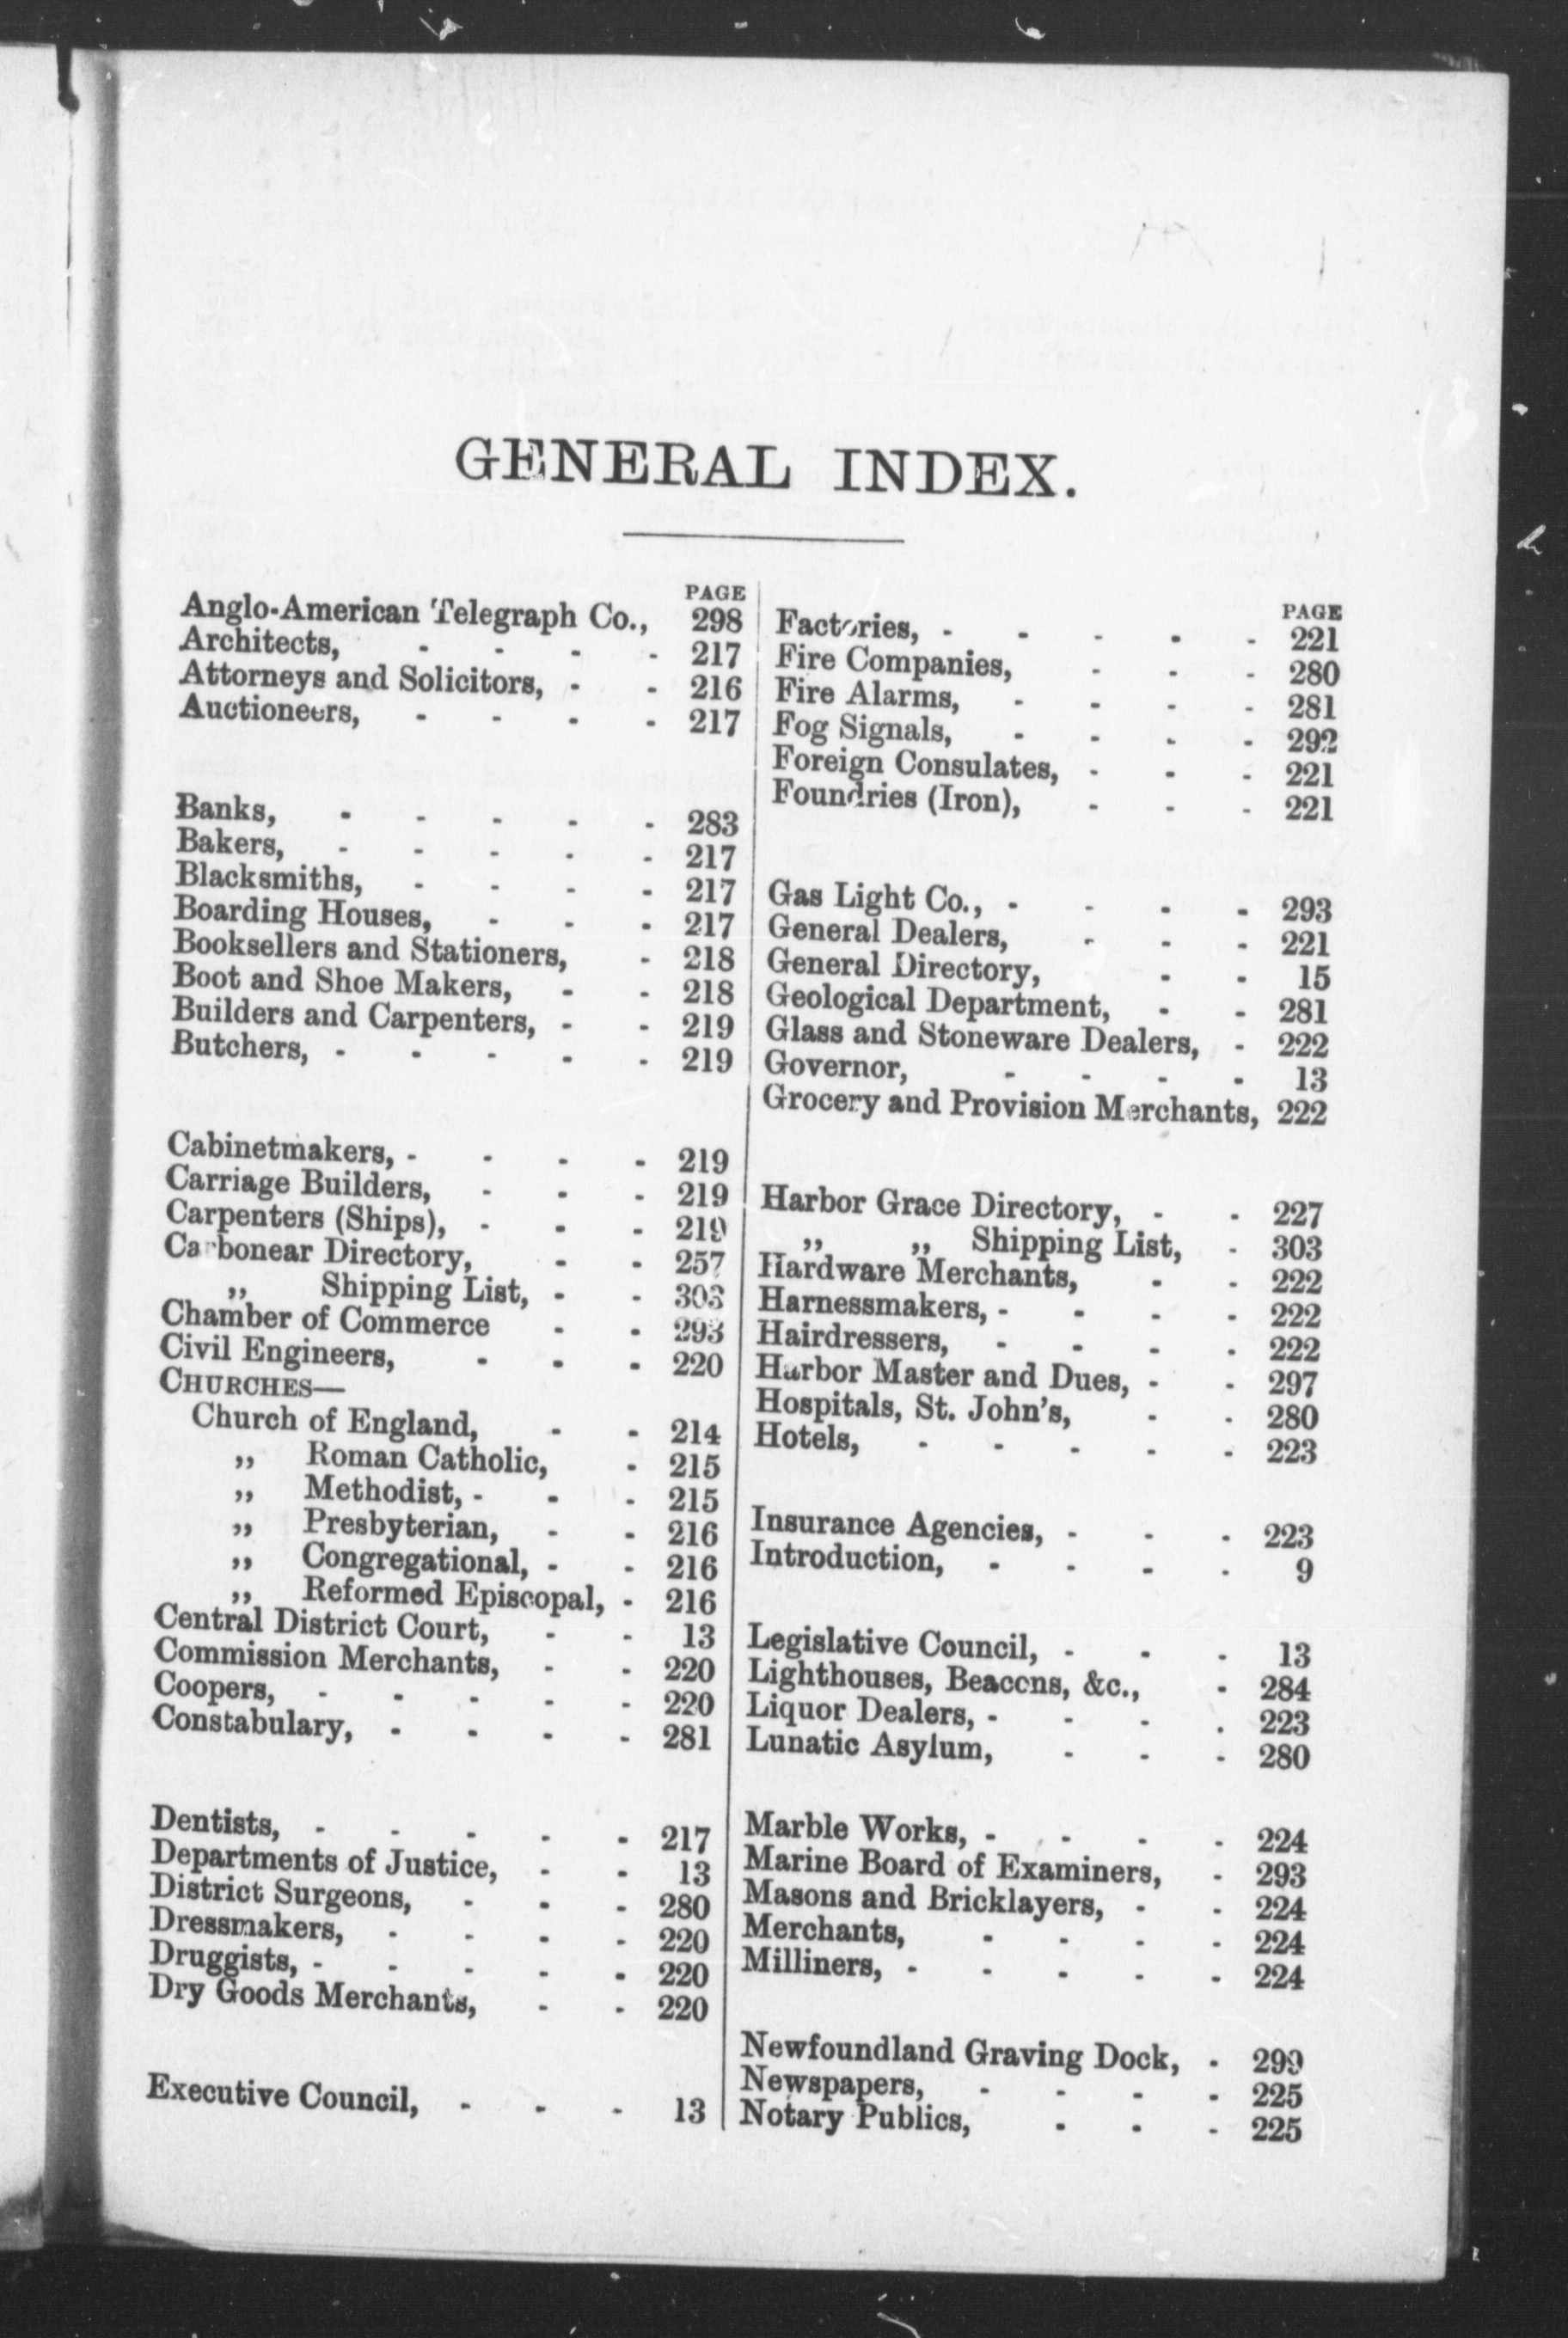 GENERAL INDEX.
PAGE
Anglo-American Telegraph Co., 298
Architects, - - - - 217
Attorneys and Solicitors, - - 216
Auctioneers, - - - - 217
Banks, - - - - - 283
Bakers, - - - - - 217
Blacksmiths, - - - - 217
Boarding Houses, - - - 217
Booksellers and Stationers, - 218
Boot and Shoe Makers, - - 218
Builders and Carpenters, - - 219
Butchers, - - - - - 219
Cabinetmakers, - - - - 219
Carriage Builders, - - - 219
Carpenters (Ships), - - - 219
Carbonear Directory, - - 257
„ Shipping List, - - 303
Chamber of Commerce - - 293
Civil Engineers, - - - 220
CHURCHES—
Church of England, - - 214
„ Roman Catholic, - 215
„ Methodist, - - - 215
„ Presbyterian, - - 216
„ Congregational, - - 216
„ Reformed Episcopal, - 216
Central District Court, - - 13
Commission Merchants, - - 220
Coopers, - - - - - 220
Constabulary, - - - - 281
Dentists, - - - - - 217
Departments of Justice, - - 13
District Surgeons, - - - 280
Dressmakers, - - - - 220
Druggists, - - - - - 220
Dry Goods Merchants, - - 220
Executive Council, - - - 13
PAGE
Factories, - - - - - 221
Fire Companies, - - - 280
Fire Alarms, - - - - 281
Fog Signals, - - - - 292
Foreign Consulates, - - - 221
Foundries (Iron), - - - 221
Gas Light Co., - - - - 293
General Dealers, - - - 221
General Directory, - - 15
Geological Department, - - 281
Glass and Stoneware Dealers, - 222
Governor, - - - - 13
Grocery and Provision Merchants, 222
Harbor Grace Directory, - - 227
„ „ Shipping List, - 303
Hardware Merchants, - - 222
Harnessmakers, - - - - 222
Hairdressers, - - - - 222
Harbor Master and Dues, - - 297
Hospitals, St. John's, - - 280
Hotels, - - - - - 223
Insurance Agencies, - - - 223
Introduction, - - - - 9
Legislative Council, - - - 13
Lighthouses, Beacons, &c., - 284
Liquor Dealers, - - - - 223
Lunatic Asylum, - - - 280
Marble Works, - - - - 224
Marine Board of Examiners, - 293
Masons and Bricklayers, - - 224
Merchants, - - - - 224
Milliners, - - - - - 224
Newfoundland Graving Dock, - 299
Newspapers, - - - - 225
Notary Publics, - - - 225